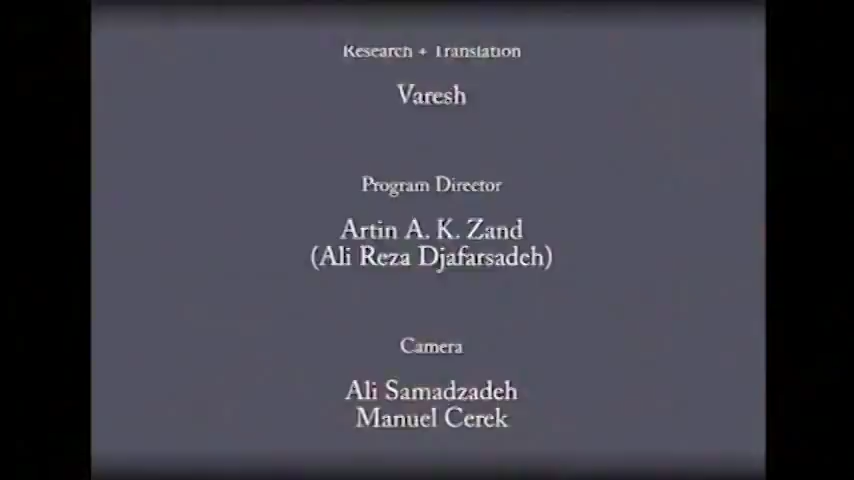 Research + Translation
Varesh
Program Director
Artin A. K. Zand
(Ali Reza Djafarsadeh)
Camera
Ali Samadzadeh
Manuel Cerek